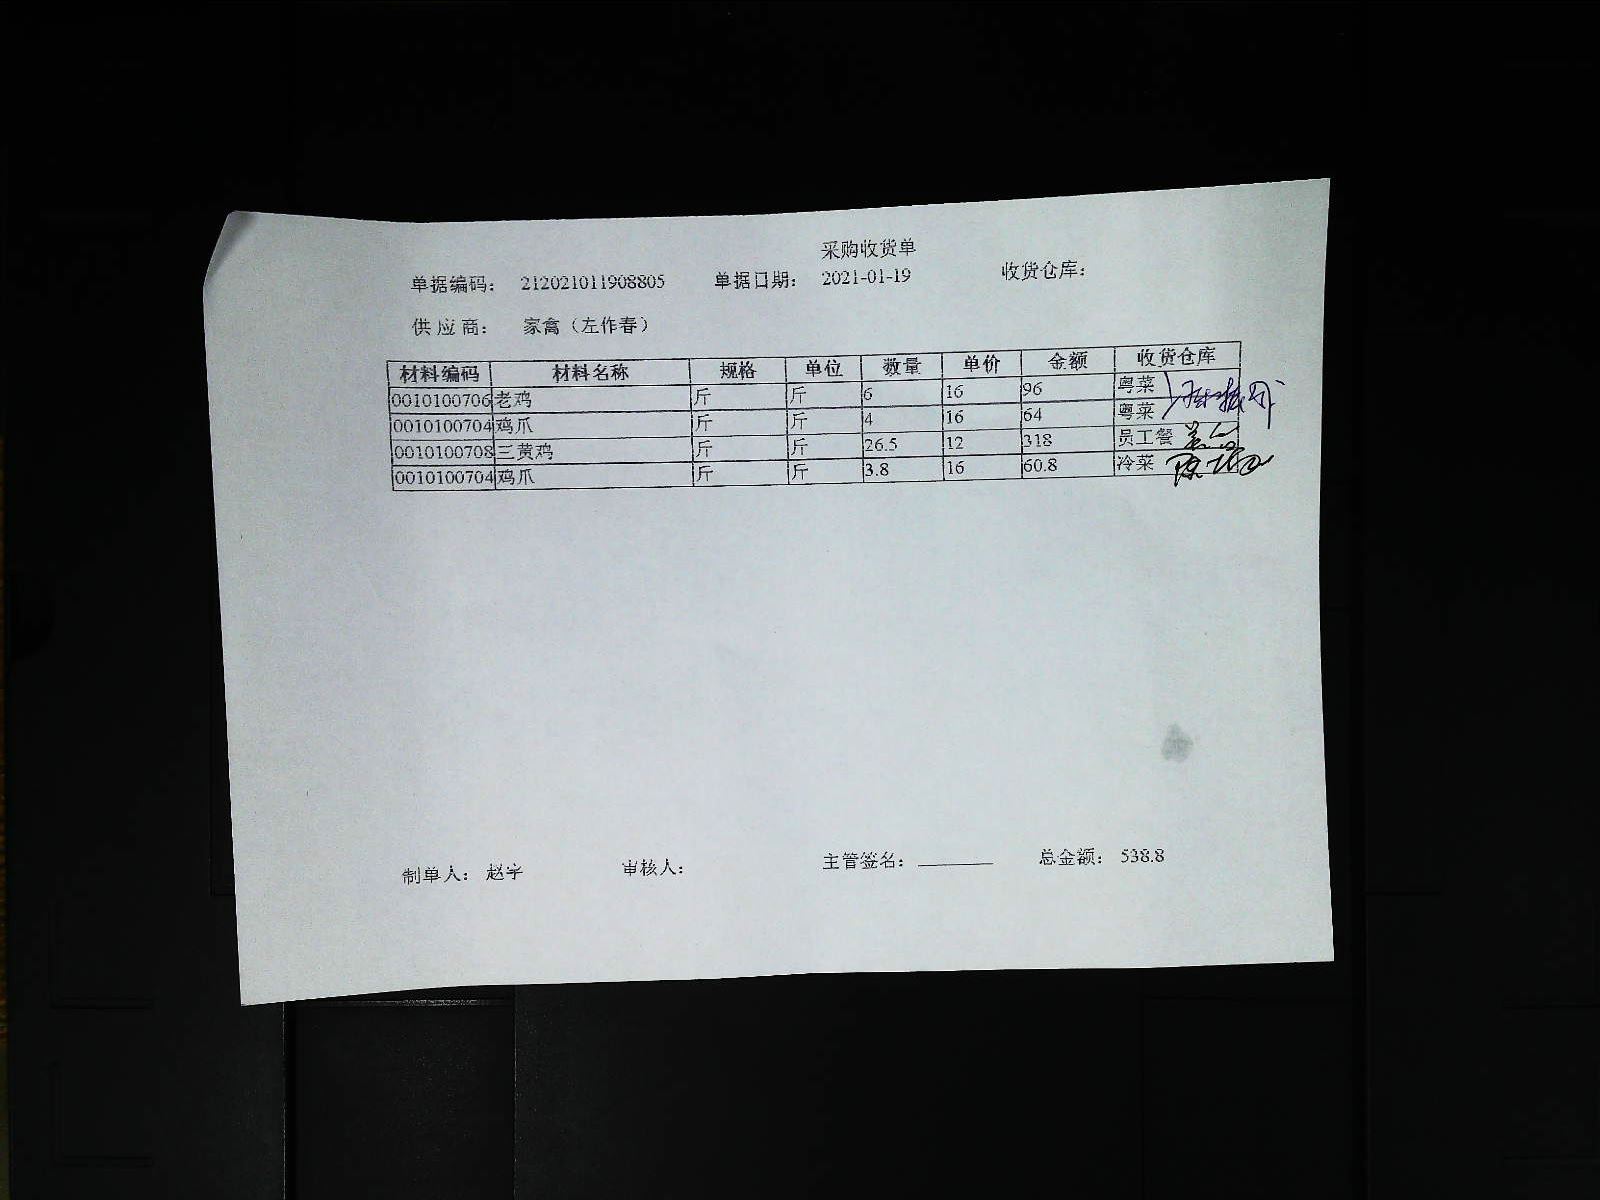 采购收货单
单据编码: 212021011908805 单据日期: 2021-01-19 收货仓库:
供应商: 家禽(左作春)
材料编码 材料名称 规格 单位 数量 单价 金额 收货仓库
0010100706 老鸡 斤 斤 6 16 96 粤菜
0010100704 鸡爪 斤 斤 4 16 64 粤菜
0010100708 三黄鸡 斤 斤 26.5 12 318 员工餐
0010100704 鸡爪 斤 斤 3.8 16 60.8 冷菜
制单人: 赵宇 审核人: 主管签名: 总金额: 538.8